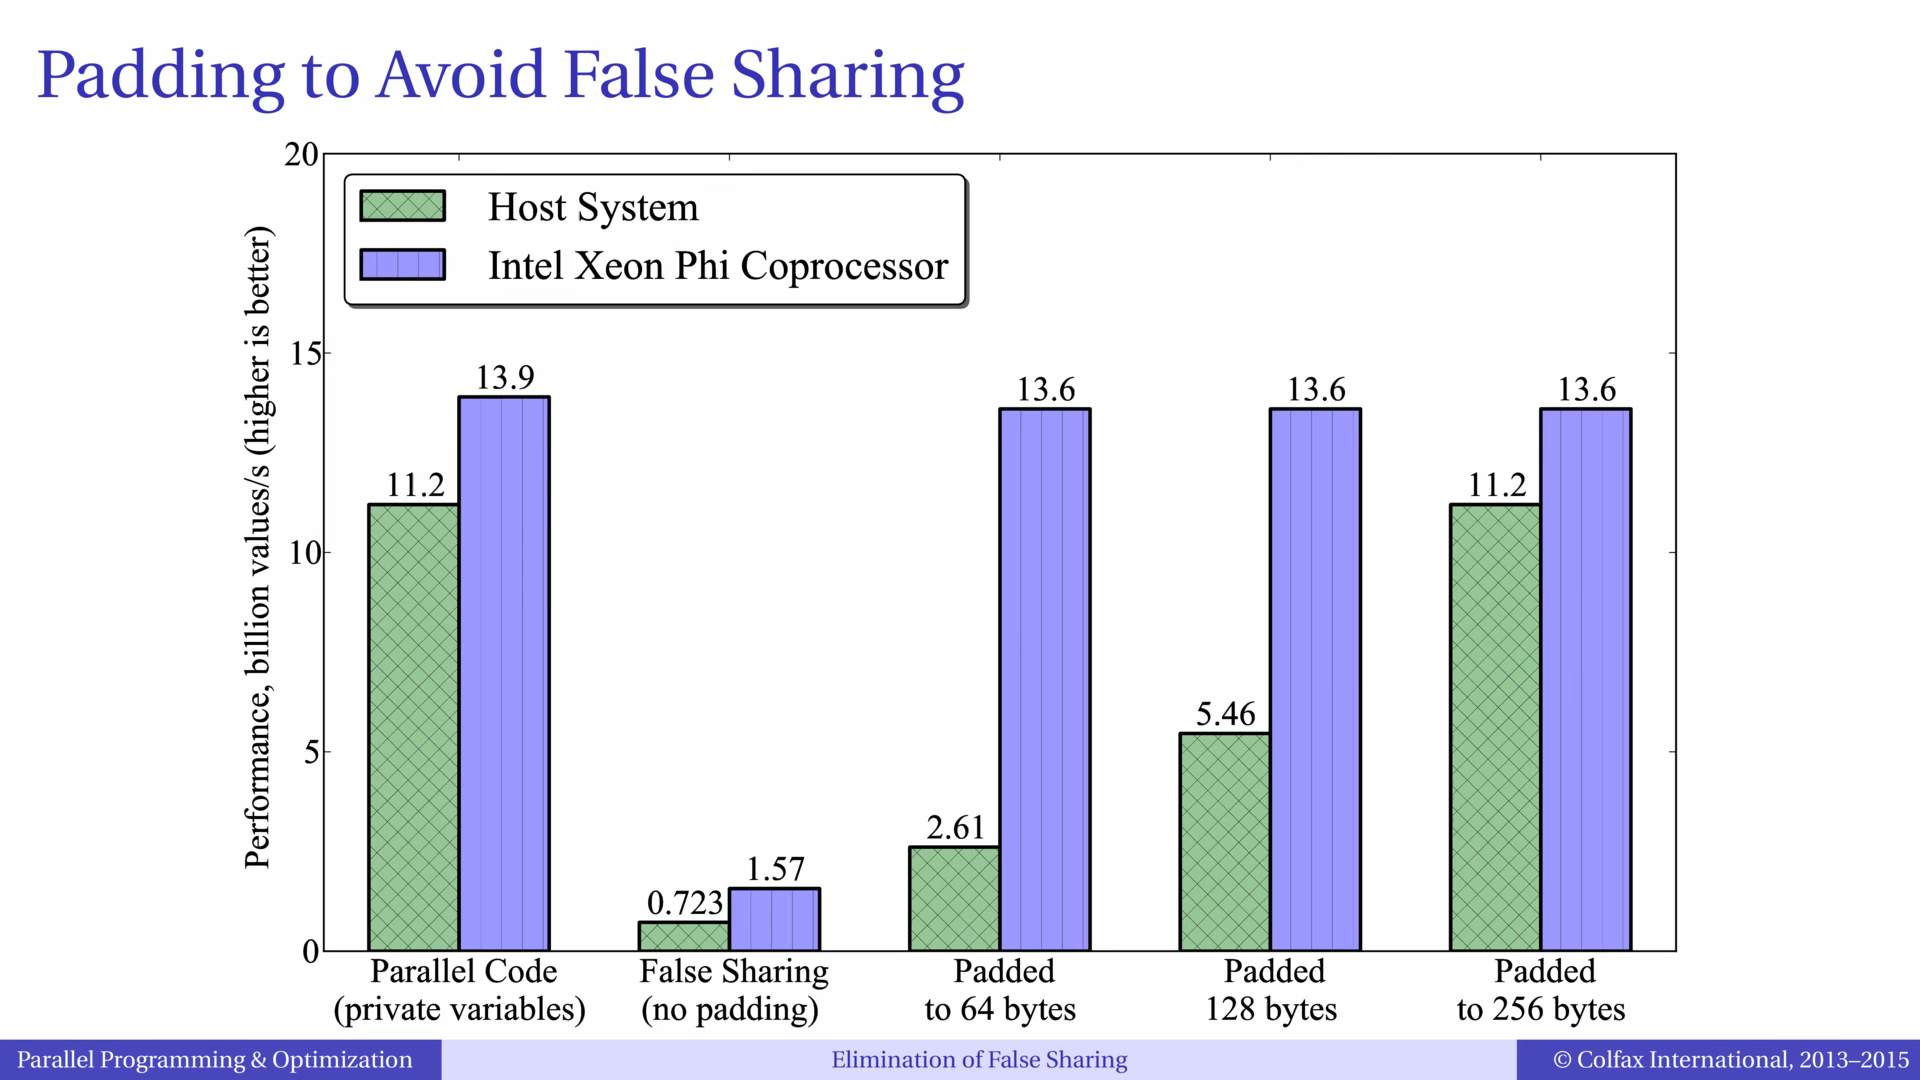 Padding to Avoid False Sharing
Performance, billion values/s (higher is better)
20
15
10
5
0
Host System
Intel Xeon Phi Coprocessor
11.2
13.9
0.723
1.57
2.61
13.6
5.46
13.6
11.2
13.6
Parallel Code
(private variables)
False Sharing
(no padding)
Padded
to 64 bytes
Padded
128 bytes
Padded
to 256 bytes
Parallel Programming & Optimization
Elimination of False Sharing
© Colfax International, 2013–2015